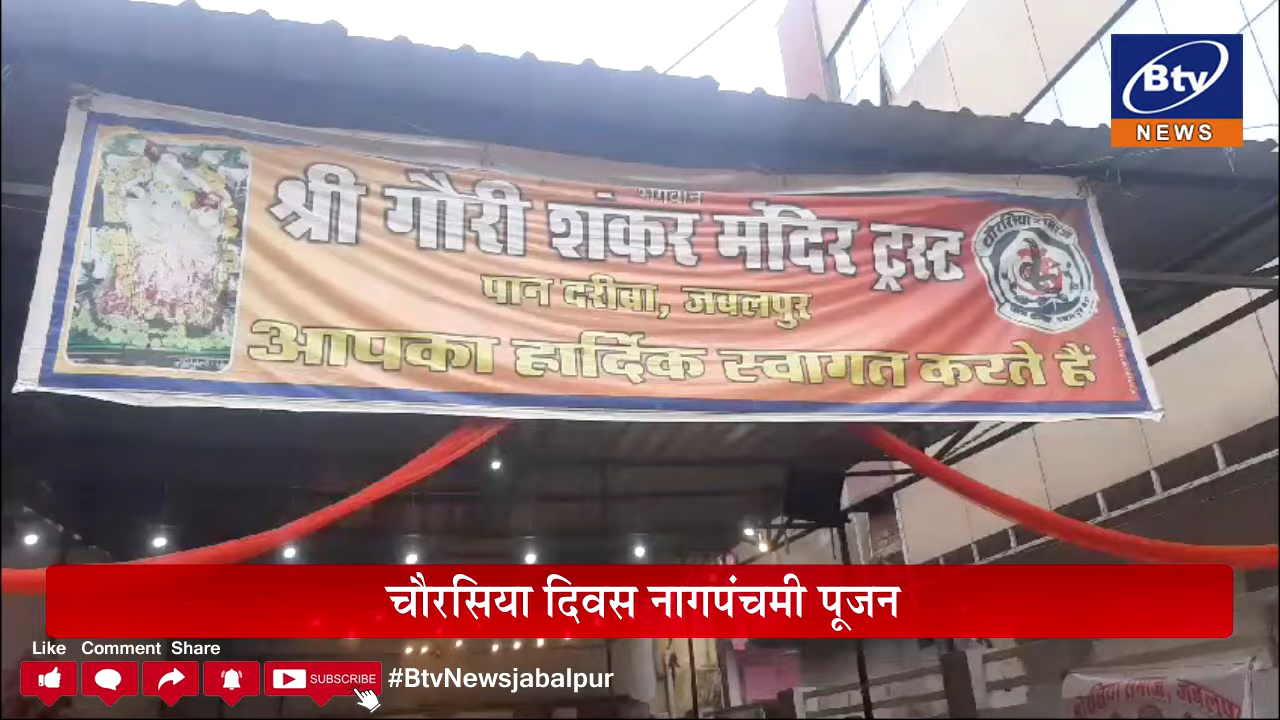 Btv
NEWS
भगवान
श्री गौरी शंकर मंदिर ट्रस्ट
पान दरीबा, जबलपुर
आपका हार्दिक स्वागत करते हैं
चौरसिया दिवस नागपंचमी पूजन
Like Comment Share
SUBSCRIBE
#BtvNewsjabalpur